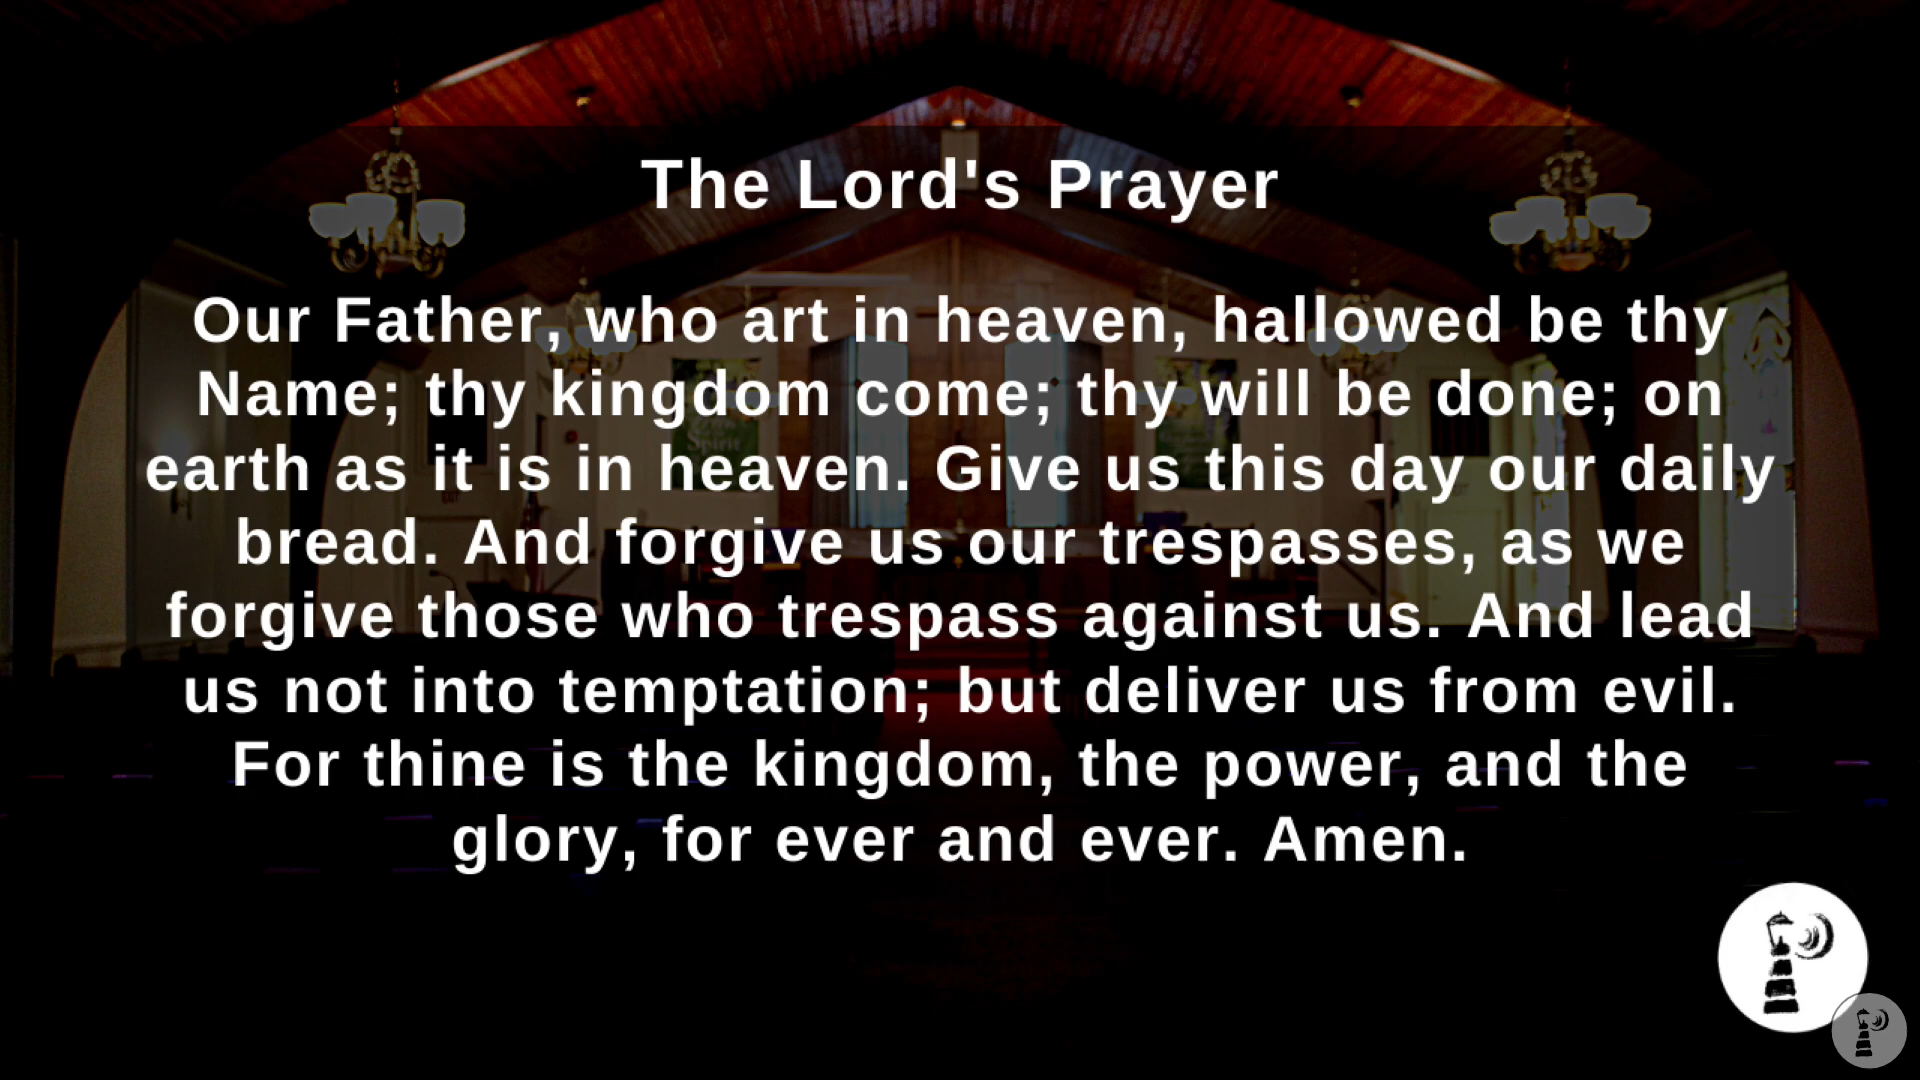 The Lord's Prayer
Our Father, who art in heaven, hallowed be thy
Name; thy kingdom come; thy will be done; on
earth as it is in heaven. Give us this day our daily
bread. And forgive us our trespasses, as we
forgive those who trespass against us. And lead
us not into temptation; but deliver us from evil.
For thine is the kingdom, the power, and the
glory, for ever and ever. Amen.
Spirit